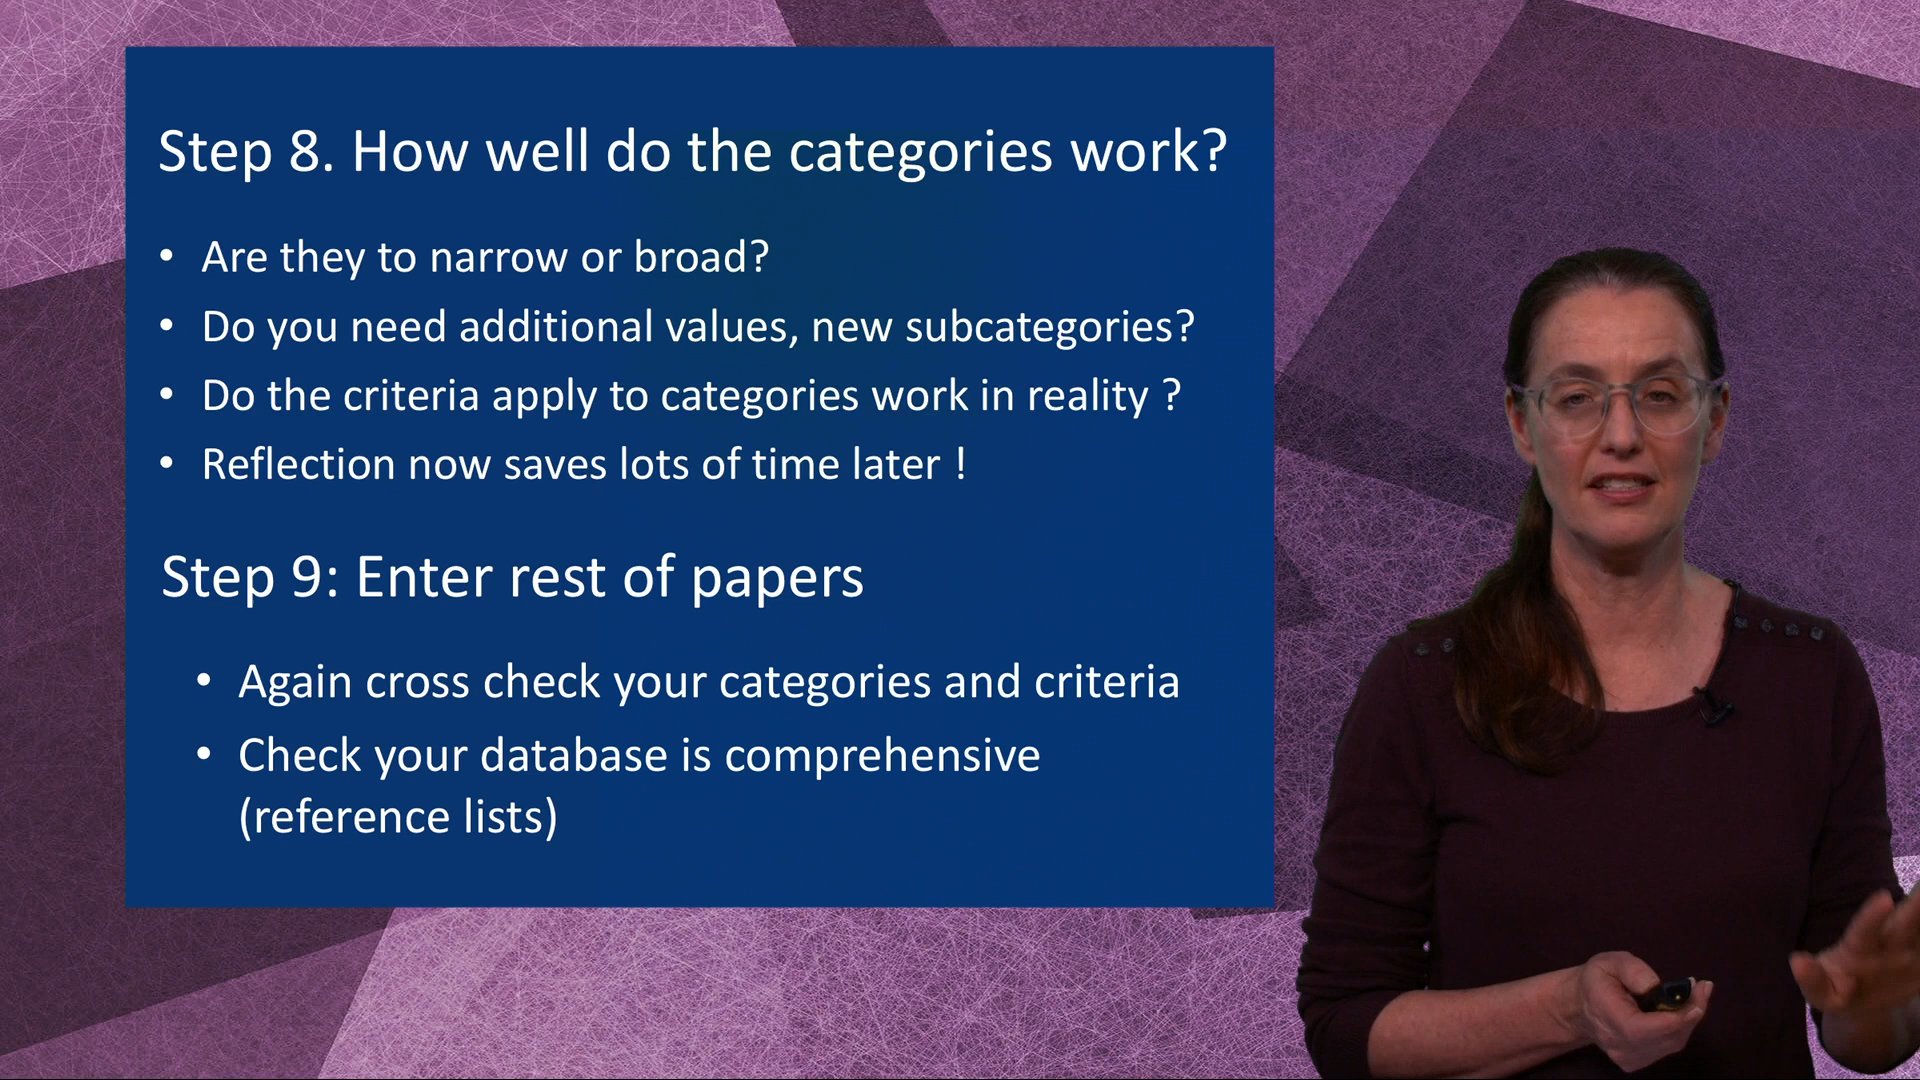 Step 8. How well do the categories work?
• Are they to narrow or broad?
• Do you need additional values, new subcategories?
• Do the criteria apply to categories work in reality ?
• Reflection now saves lots of time later !
Step 9: Enter rest of papers
• Again cross check your categories and criteria
• Check your database is comprehensive
(reference lists)